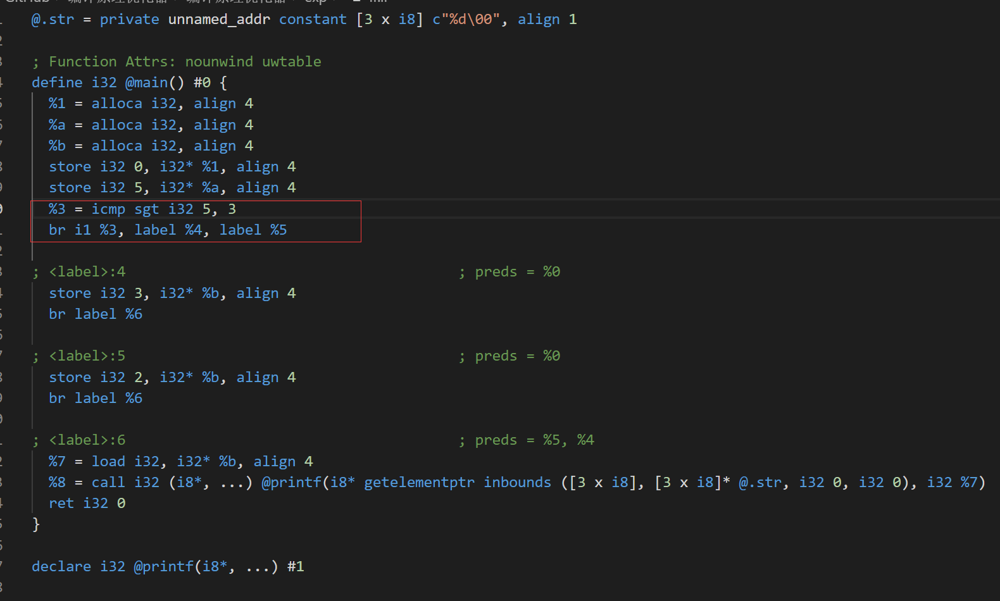 @.str = private unnamed_addr constant [3 x i8] c"%d\00", align 1
; Function Attrs: nounwind uwtable
define i32 @main() #0 {
%1 = alloca i32, align 4
%a = alloca i32, align 4
%b = alloca i32, align 4
store i32 0, i32* %1, align 4
store i32 5, i32* %a, align 4
%3 = icmp sgt i32 5, 3
br i1 %3, label %4, label %5
; <label>:4 ; preds = %0
store i32 3, i32* %b, align 4
br label %6
; <label>:5 ; preds = %0
store i32 2, i32* %b, align 4
br label %6
; <label>:6 ; preds = %5, %4
%7 = load i32, i32* %b, align 4
%8 = call i32 (i8*, ...) @printf(i8* getelementptr inbounds ([3 x i8], [3 x i8]* @.str, i32 0, i32 0), i32 %7)
ret i32 0
}
declare i32 @printf(i8*, ...) #1